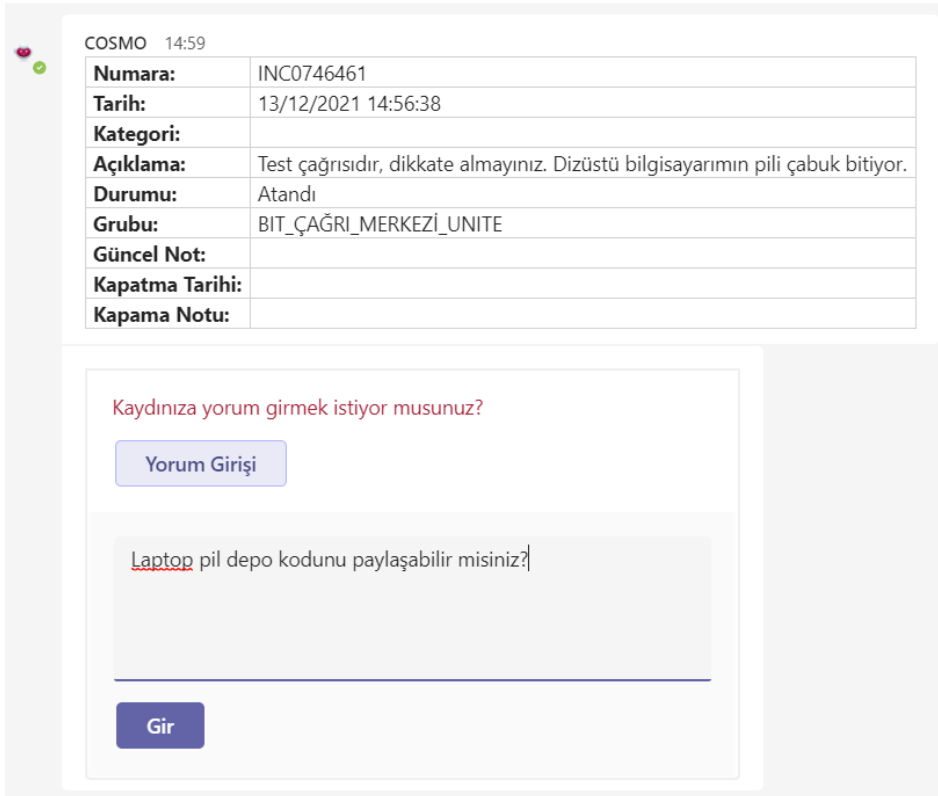 COSMO 14:59
Numara: INC0746461
Tarih: 13/12/2021 14:56:38
Kategori:
Açıklama: Test çağrısıdır, dikkate almayınız. Dizüstü bilgisayarımın pili çabuk bitiyor.
Durumu: Atandı
Grubu: BIT_ÇAĞRI_MERKEZİ_UNITE
Güncel Not:
Kapatma Tarihi:
Kapama Notu:
Kaydınıza yorum girmek istiyor musunuz?
Yorum Girişi
Laptop pil depo kodunu paylaşabilir misiniz?
Gir